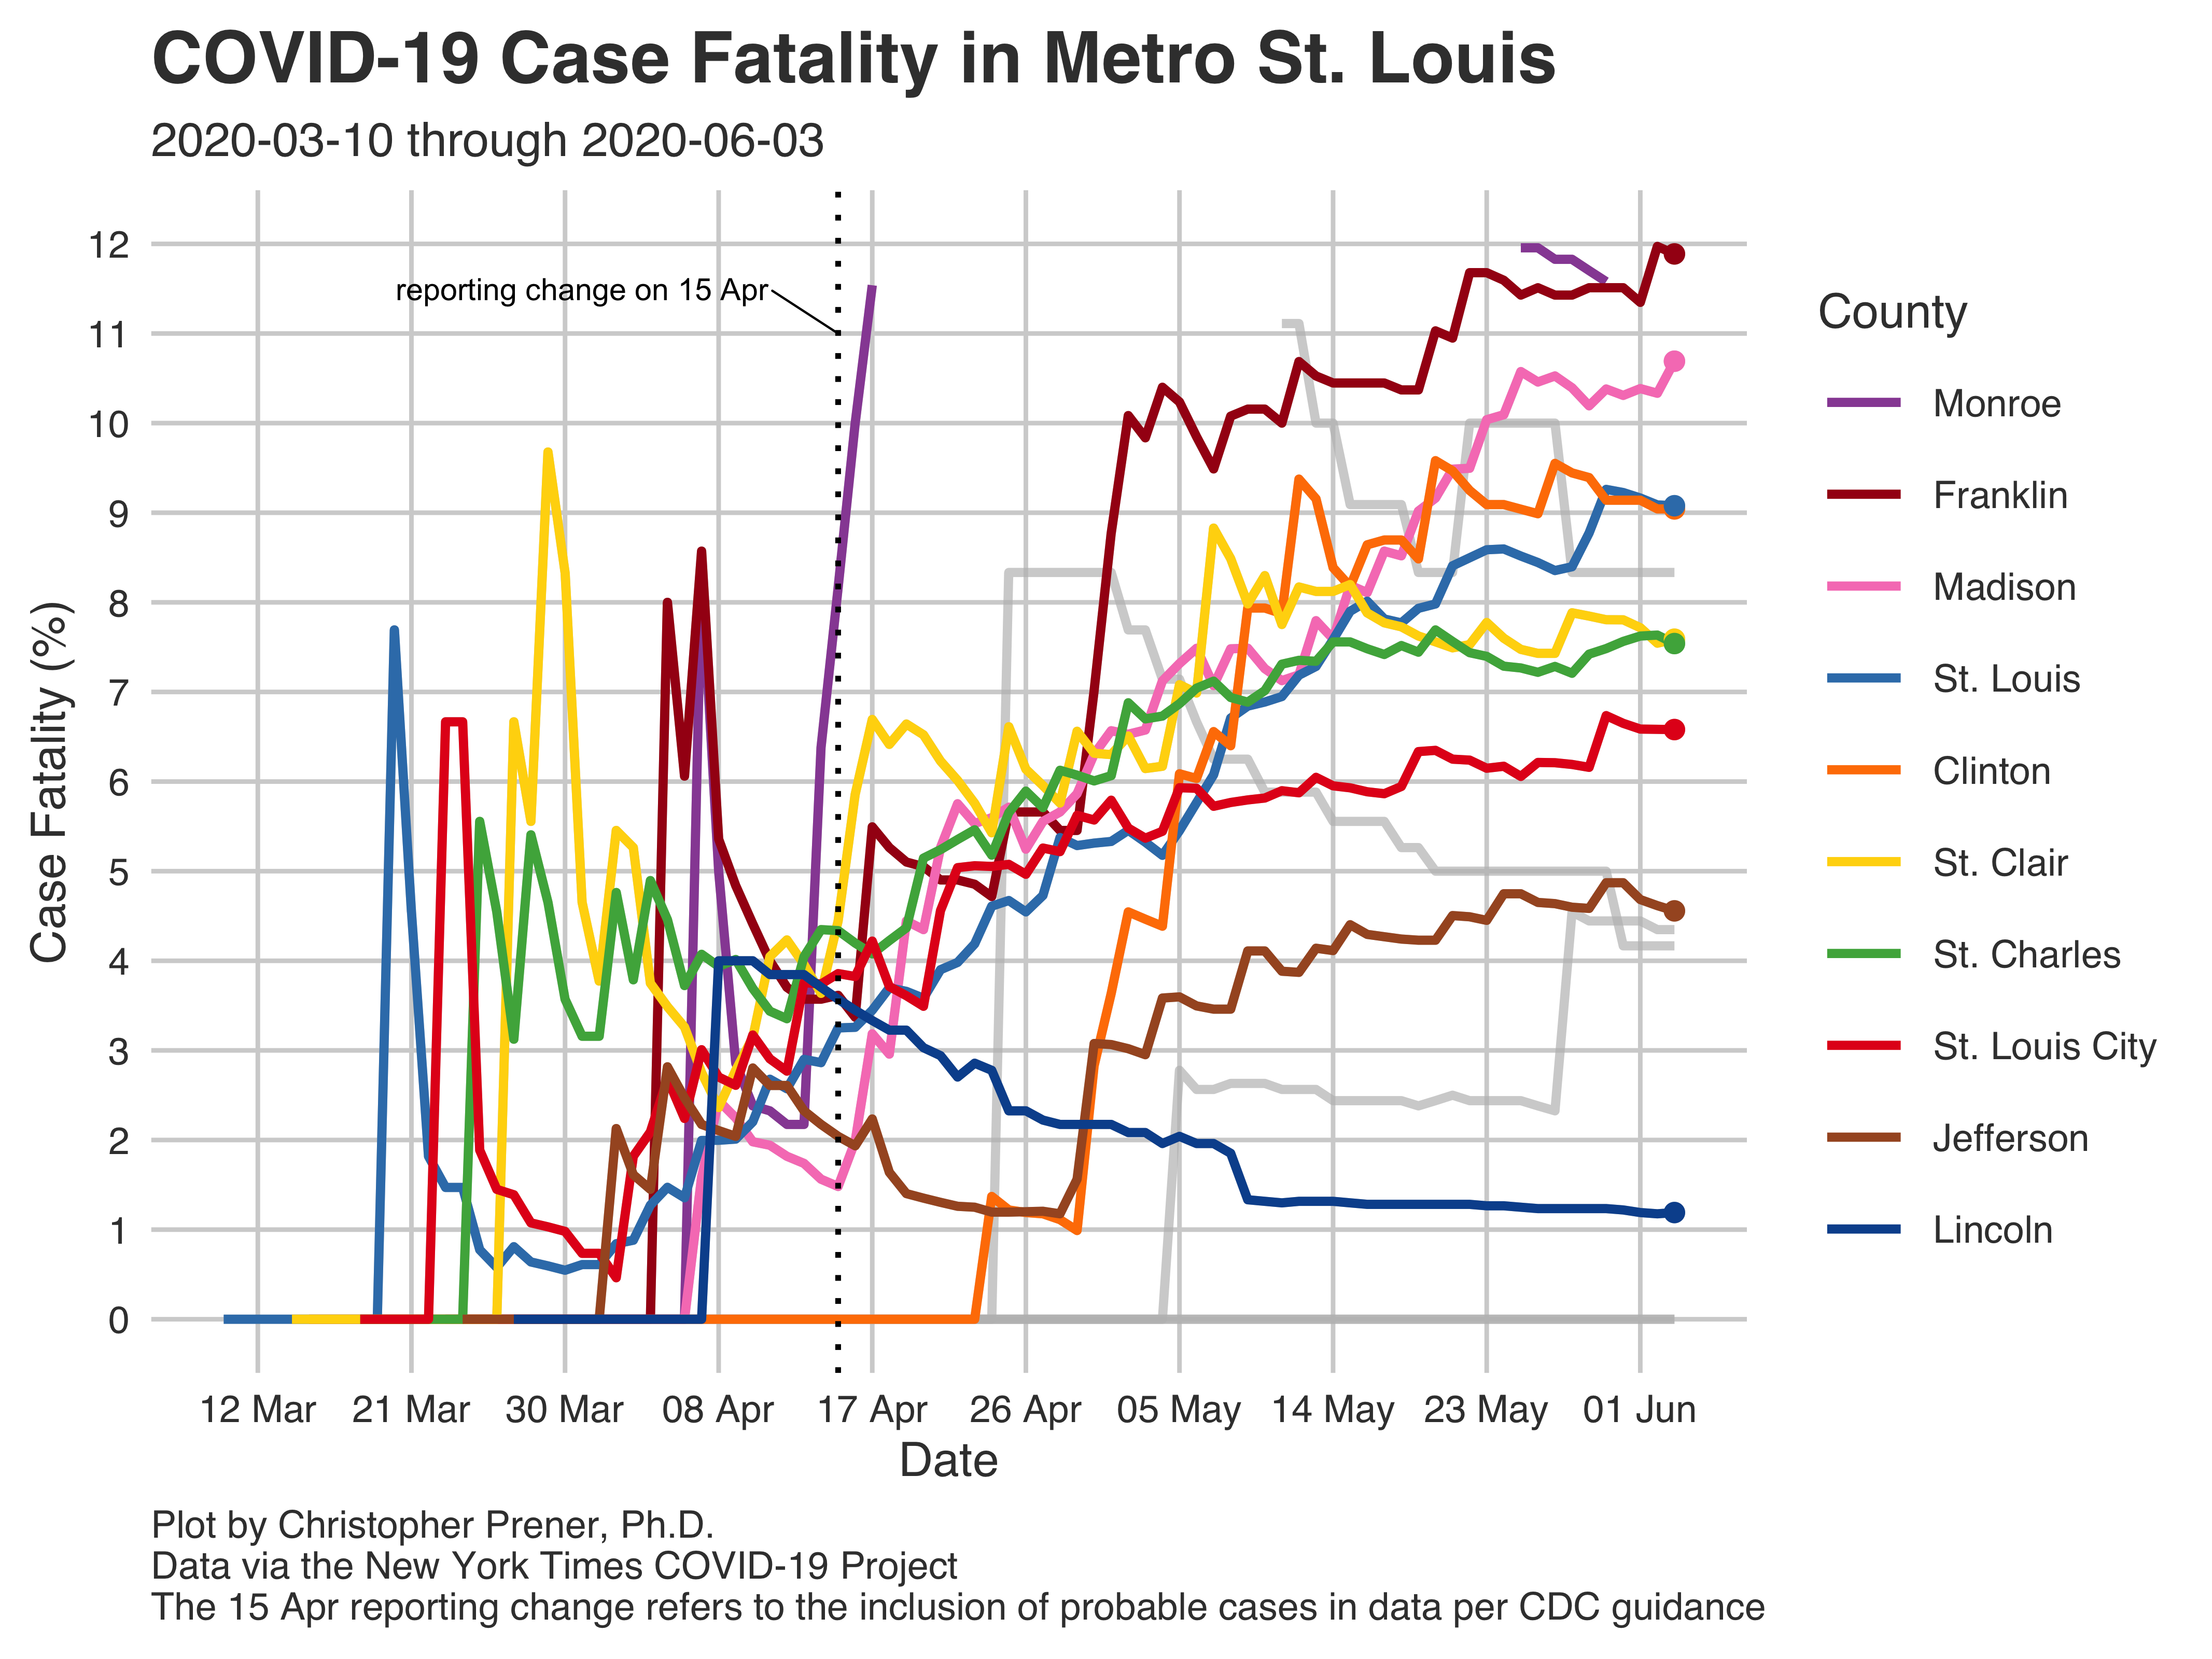 COVID-19 Case Fatality in Metro St. Louis
2020-03-10 through 2020-06-03
12
11
10
9
8
7
6
5
4
3
2
1
0
Case Fatality (%)
reporting change on 15 Apr
12 Mar 21 Mar 30 Mar 08 Apr 17 Apr 26 Apr 05 May 14 May 23 May 01 Jun
Date
County
Monroe
Franklin
Madison
St. Louis
Clinton
St. Clair
St. Charles
St. Louis City
Jefferson
Lincoln
Plot by Christopher Prener, Ph.D.
Data via the New York Times COVID-19 Project
The 15 Apr reporting change refers to the inclusion of probable cases in data per CDC guidance